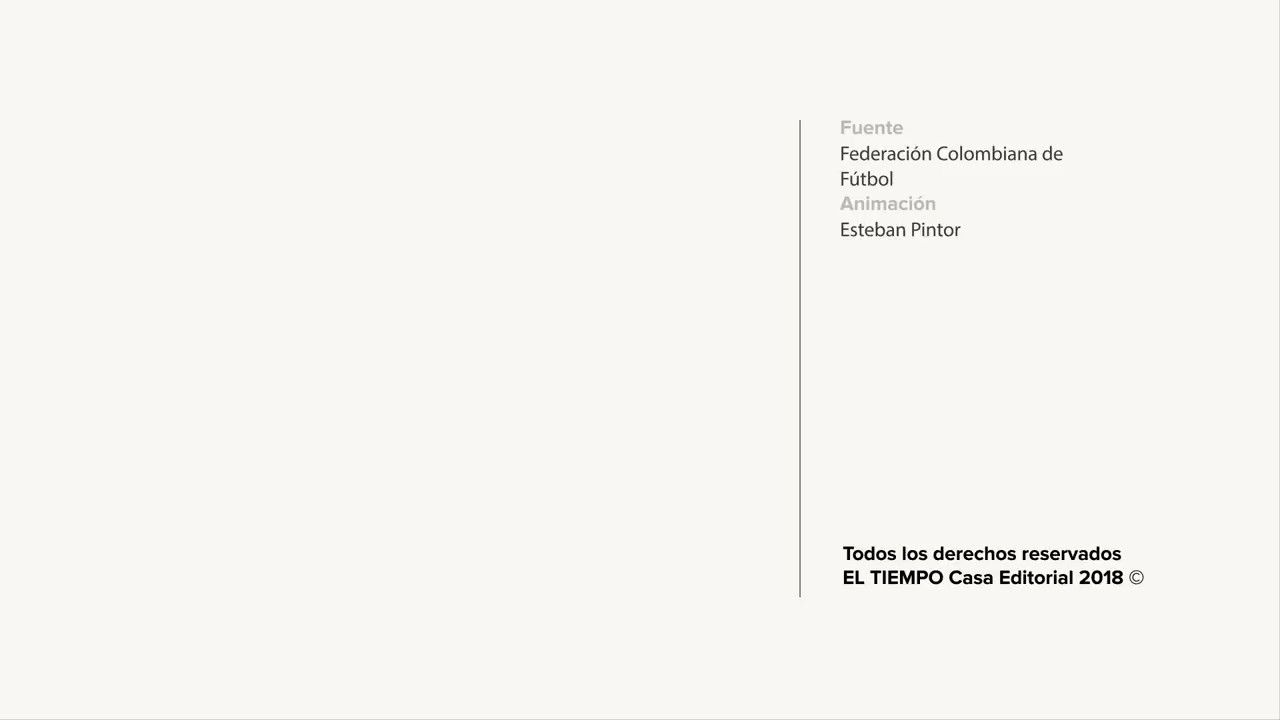 Fuente
Federación Colombiana de
Fútbol
Animación
Esteban Pintor
Todos los derechos reservados
EL TIEMPO Casa Editorial 2018 ©